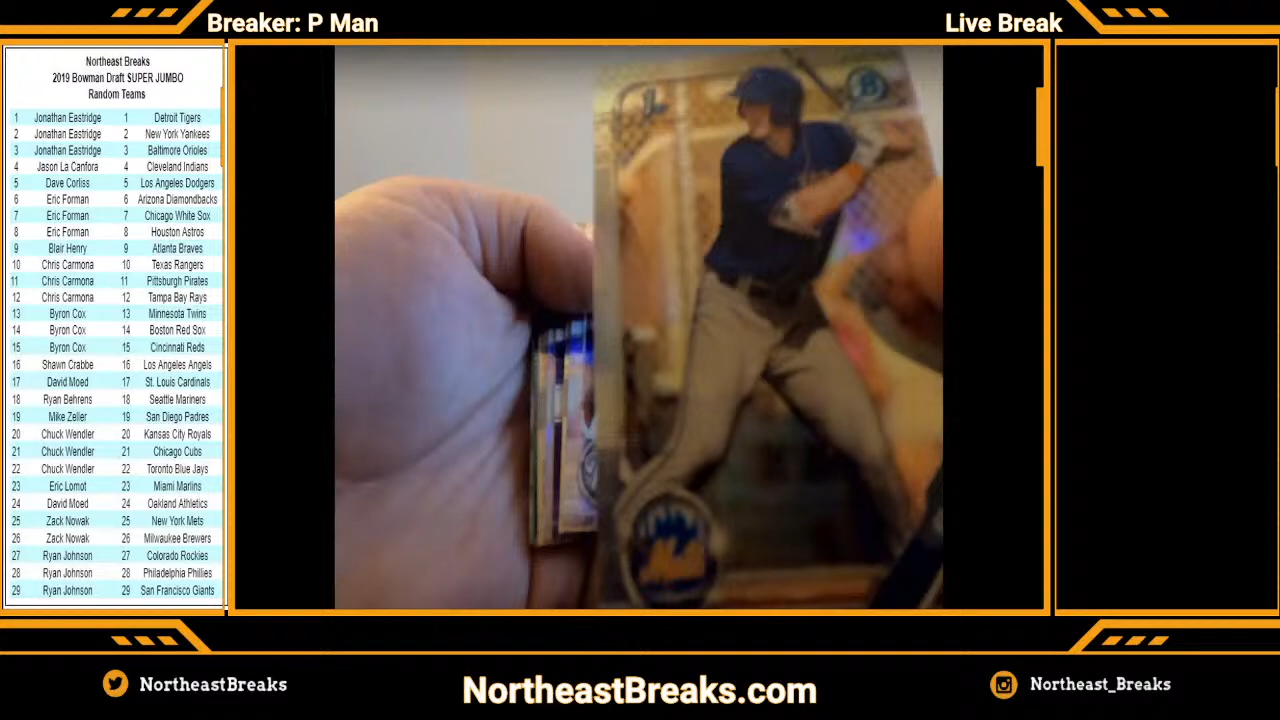 Breaker: P Man
Live Break
Northeast Breaks
2019 Bowman Draft SUPER JUMBO
Random Teams
1 Jonathan Eastridge 1 Detroit Tigers
2 Jonathan Eastridge 2 New York Yankees
3 Jonathan Eastridge 3 Baltimore Orioles
4 Jason La Canfora 4 Cleveland Indians
5 Dave Corliss 5 Los Angeles Dodgers
6 Eric Forman 6 Arizona Diamondbacks
7 Eric Forman 7 Chicago White Sox
8 Eric Forman 8 Houston Astros
9 Blair Henry 9 Atlanta Braves
10 Chris Carmona 10 Texas Rangers
11 Chris Carmona 11 Pittsburgh Pirates
12 Chris Carmona 12 Tampa Bay Rays
13 Byron Cox 13 Minnesota Twins
14 Byron Cox 14 Boston Red Sox
15 Byron Cox 15 Cincinnati Reds
16 Shawn Crabbe 16 Los Angeles Angels
17 David Moed 17 St. Louis Cardinals
18 Ryan Behrens 18 Seattle Mariners
19 Mike Zeller 19 San Diego Padres
20 Chuck Wendler 20 Kansas City Royals
21 Chuck Wendler 21 Chicago Cubs
22 Chuck Wendler 22 Toronto Blue Jays
23 Eric Lomot 23 Miami Marlins
24 David Moed 24 Oakland Athletics
25 Zack Nowak 25 New York Mets
26 Zack Nowak 26 Milwaukee Brewers
27 Ryan Johnson 27 Colorado Rockies
28 Ryan Johnson 28 Philadelphia Phillies
29 Ryan Johnson 29 San Francisco Giants
B
Mets
NortheastBreaks
NortheastBreaks.com
Northeast_Breaks